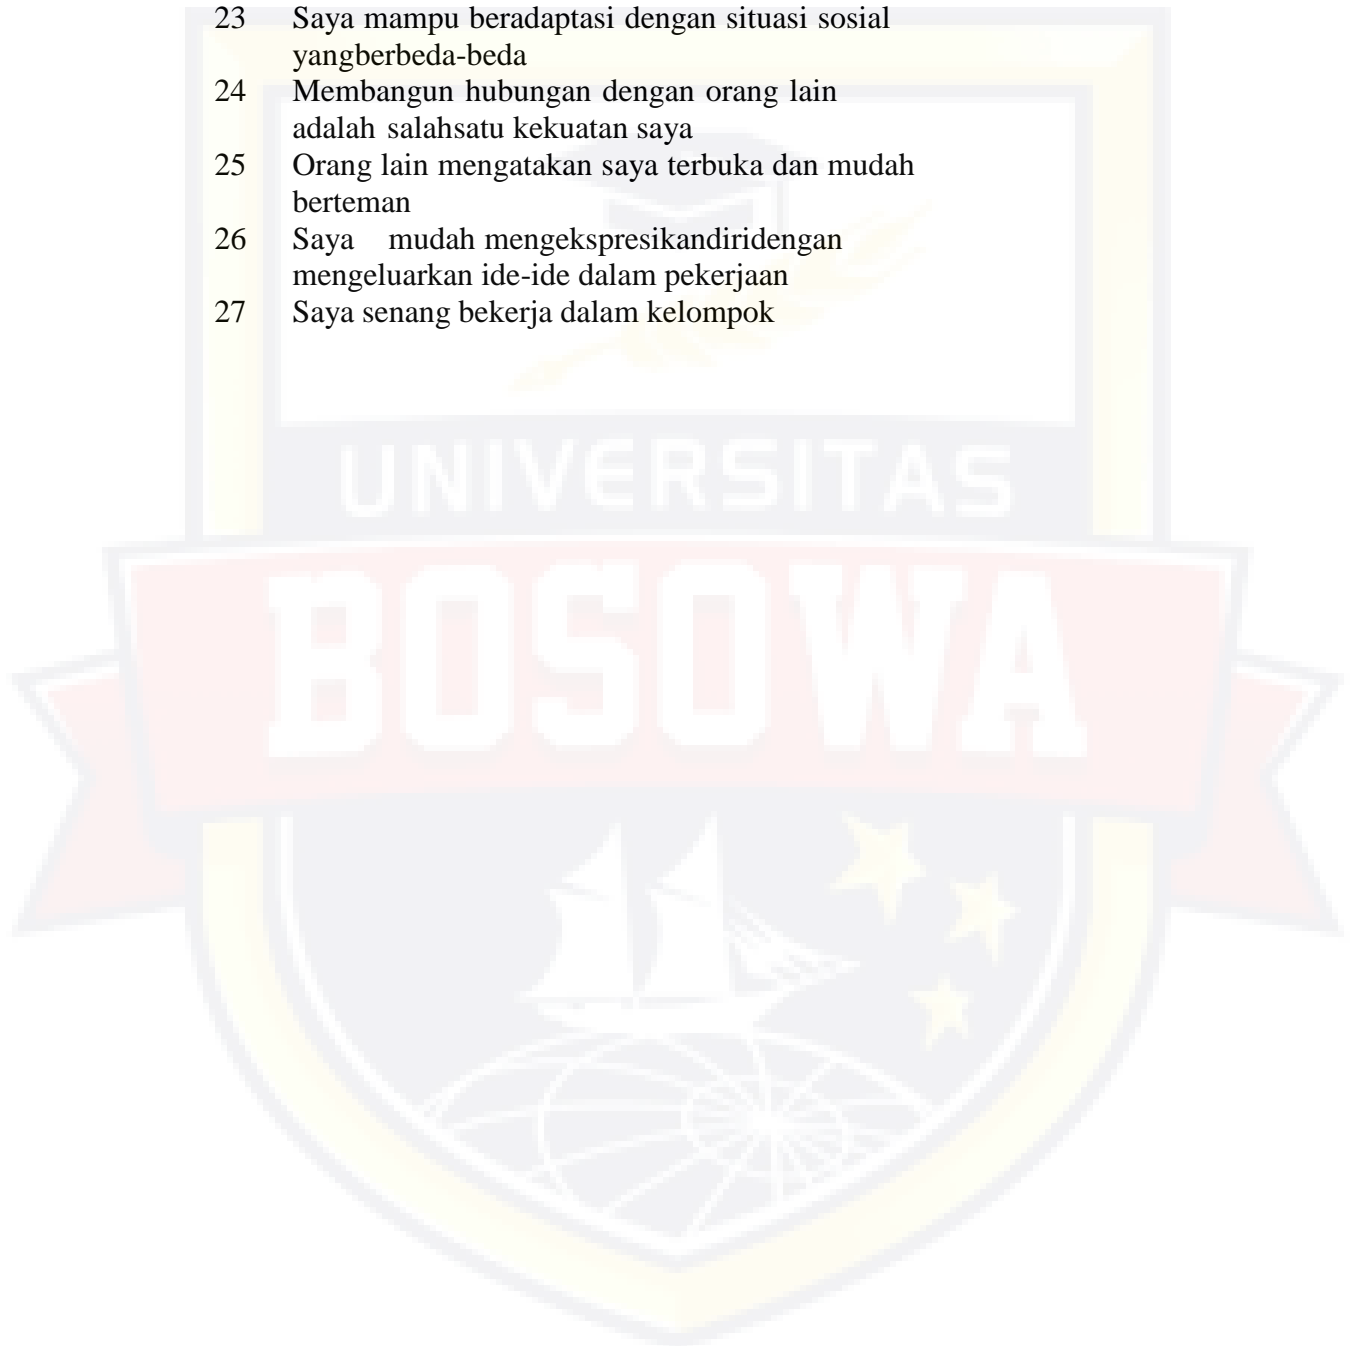 23 Saya mampu beradaptasi dengan situasi sosial
yangberbeda-beda
24 Membangun hubungan dengan orang lain
adalah salahsatu kekuatan saya
25 Orang lain mengatakan saya terbuka dan mudah
berteman
26 Saya mudah mengekspresikandiridengan
mengeluarkan ide-ide dalam pekerjaan
27 Saya senang bekerja dalam kelompok
UNIVERSITAS
BOSOWA